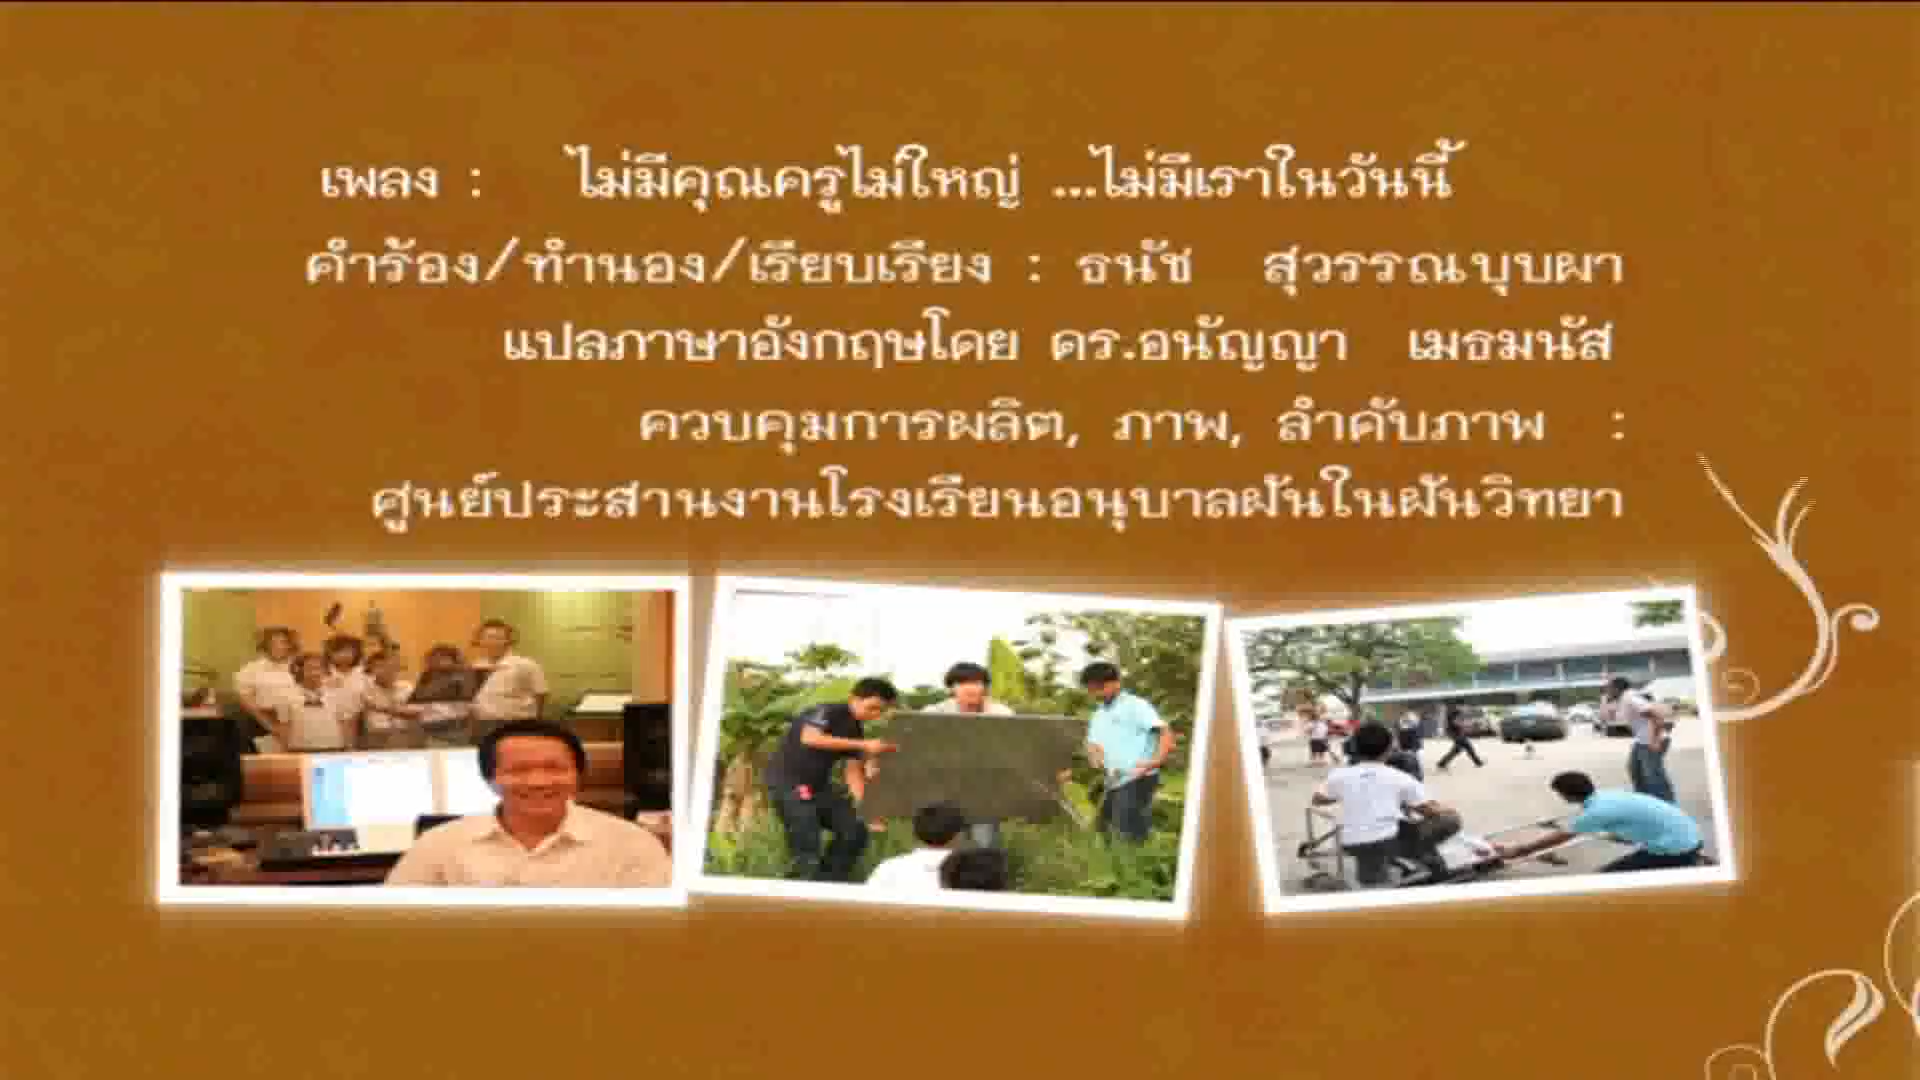 เพลง : ไม่มีคุณครูไม่ใหญ่ ...ไม่มีเราในวันนี้
คำร้อง/ทำนอง/เรียบเรียง : ธนัช สุวรรณบุบผา
แปลภาษาอังกฤษโดย ดร.อนัญญา เมธมนัส
ควบคุมการผลิต, ภาพ, ลำดับภาพ :
ศูนย์ประสานงานโรงเรียนอนุบาลฝันในฝันวิทยา